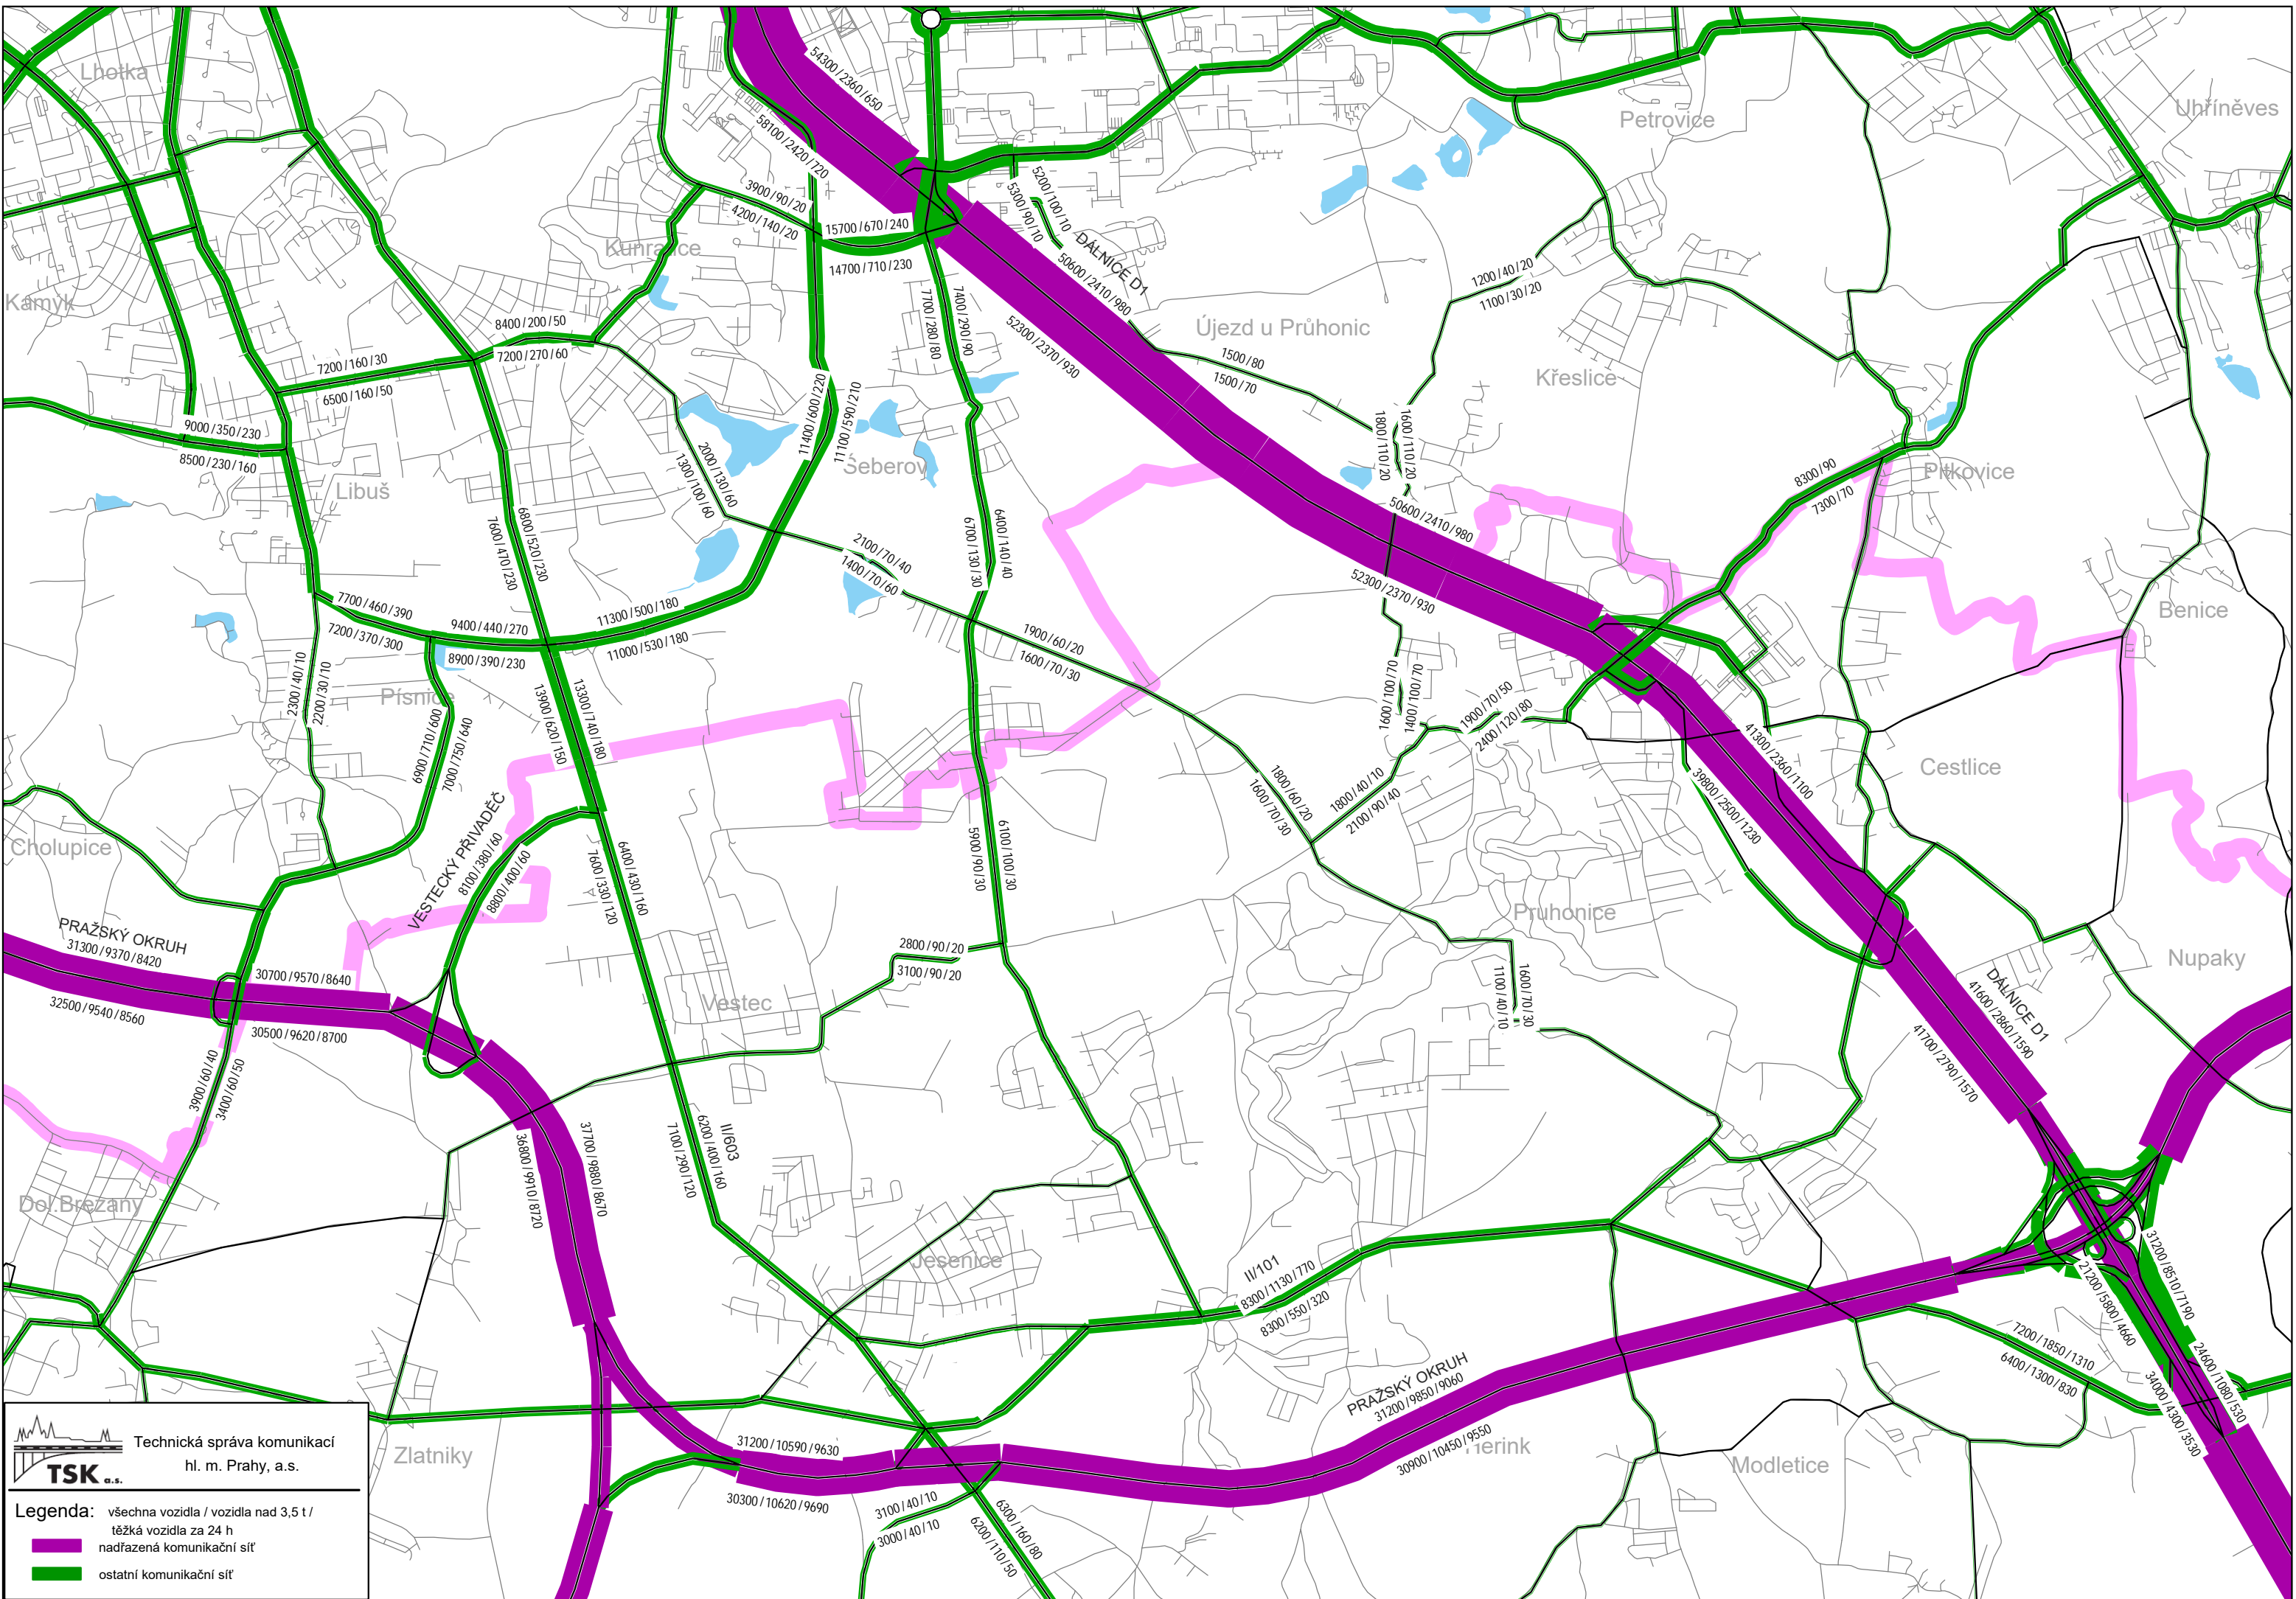 Lhotka
54300/2360/650
58100/2420/720
Petrovice
Uhříněves
3900/90/20
4200/140/20
15700/670/240
14700/710/230
5200/100/10
5300/90/10
DÁLNICE D1
50600/2410/980
52300/2370/930
Kunratice
Kamýk
7400/290/90
7700/280/80
1200/40/20
1100/30/20
Újezd u Průhonic
8400/200/50
7200/270/60
7200/160/30
6500/160/50
1500/80
1500/70
Křeslice
11400/600/220
11100/590/210
9000/350/230
8500/230/160
1800/110/20
1600/110/20
Libuš
Šeberov
2000/130/60
1300/100/60
8300/90
7300/70
Pitkovice
6800/520/230
7600/470/230
50600/2410/980
52300/2370/930
6400/140/40
6700/130/30
2100/70/40
1400/70/60
7700/460/390
7200/370/300
9400/440/270
8900/390/230
11300/500/180
11000/530/180
Benice
1900/60/20
1600/70/30
2300/40/10
2200/30/10
Písnice
13300/740/180
13900/620/150
1600/100/70
1400/100/70
1900/70/50
2400/120/80
6900/710/600
7000/750/640
41300/2360/1100
39800/2500/1230
Cestlice
1800/60/20
1600/70/30
1800/40/10
2100/90/40
Cholupice
VESTECKÝ PŘIVADĚČ
8100/380/60
8800/400/60
6400/430/160
7600/330/120
6100/100/30
5900/90/30
Pruhonice
PRAŽSKÝ OKRUH
31300/9370/8420
32500/9540/8560
30700/9570/8640
30500/9620/8700
2800/90/20
3100/90/20
1600/70/30
1100/40/10
Nupaky
DÁLNICE D1
41600/2860/1590
41700/2790/1570
Vestec
3900/60/40
3400/60/50
37700/9880/8670
36800/9910/8720
II/603
6200/400/160
7100/290/120
Dol.Brezany
Jesenice
II/101
8300/1130/770
8300/550/320
31200/8510/7190
21200/5800/4660
7200/1850/1310
6400/1300/830
24600/1080/530
34000/4300/3530
PRAŽSKÝ OKRUH
31200/9850/9060
30900/10450/9550
Modletice
Zlatniky
31200/10590/9630
30300/10620/9690
3100/40/10
3000/40/10
6300/160/80
6200/110/50
TSK a.s.
Technická správa komunikací
hl. m. Prahy, a.s.
Legenda: všechna vozidla / vozidla nad 3,5 t /
těžká vozidla za 24 h
nadřazená komunikační síť
ostatní komunikační síť